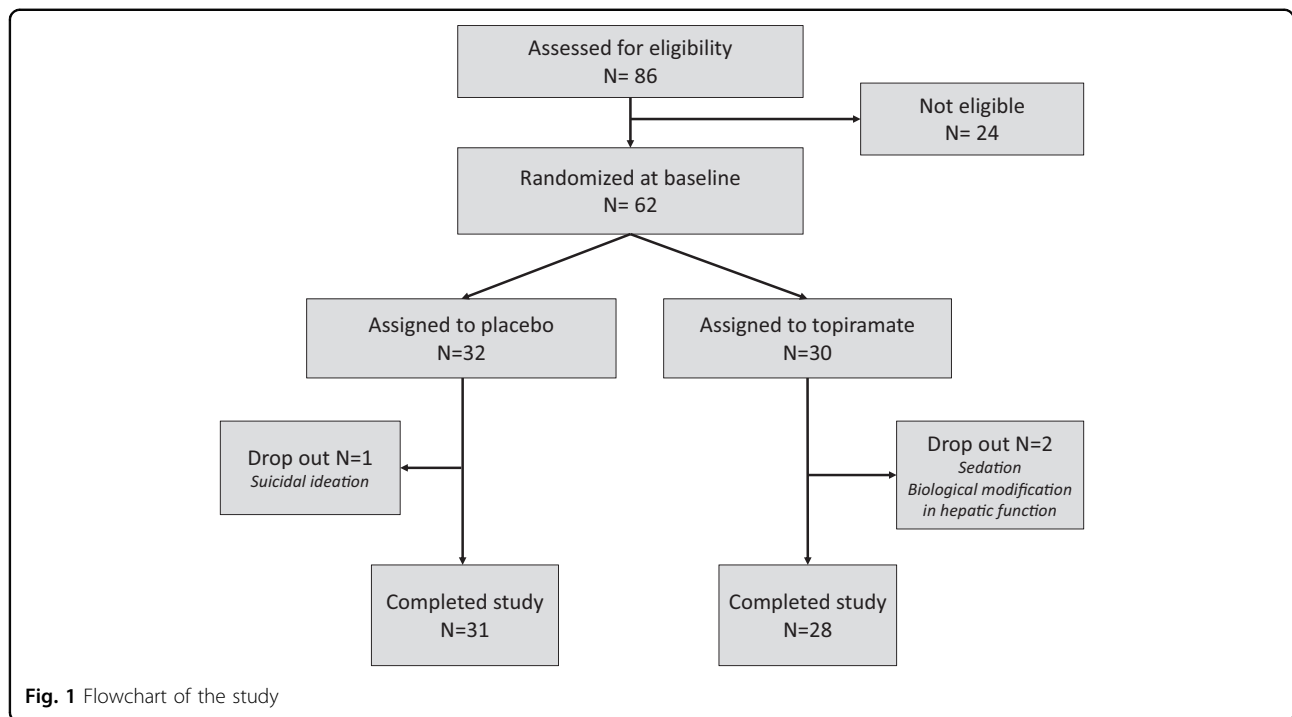 Assessed for eligibility
N= 86
Not eligible
N= 24
Randomized at baseline
N= 62
Assigned to placebo
N=32
Assigned to topiramate
N=30
Drop out N=1
Suicidal ideation
Drop out N=2
Sedation
Biological modification
in hepatic function
Completed study
N=31
Completed study
N=28
Fig. 1 Flowchart of the study